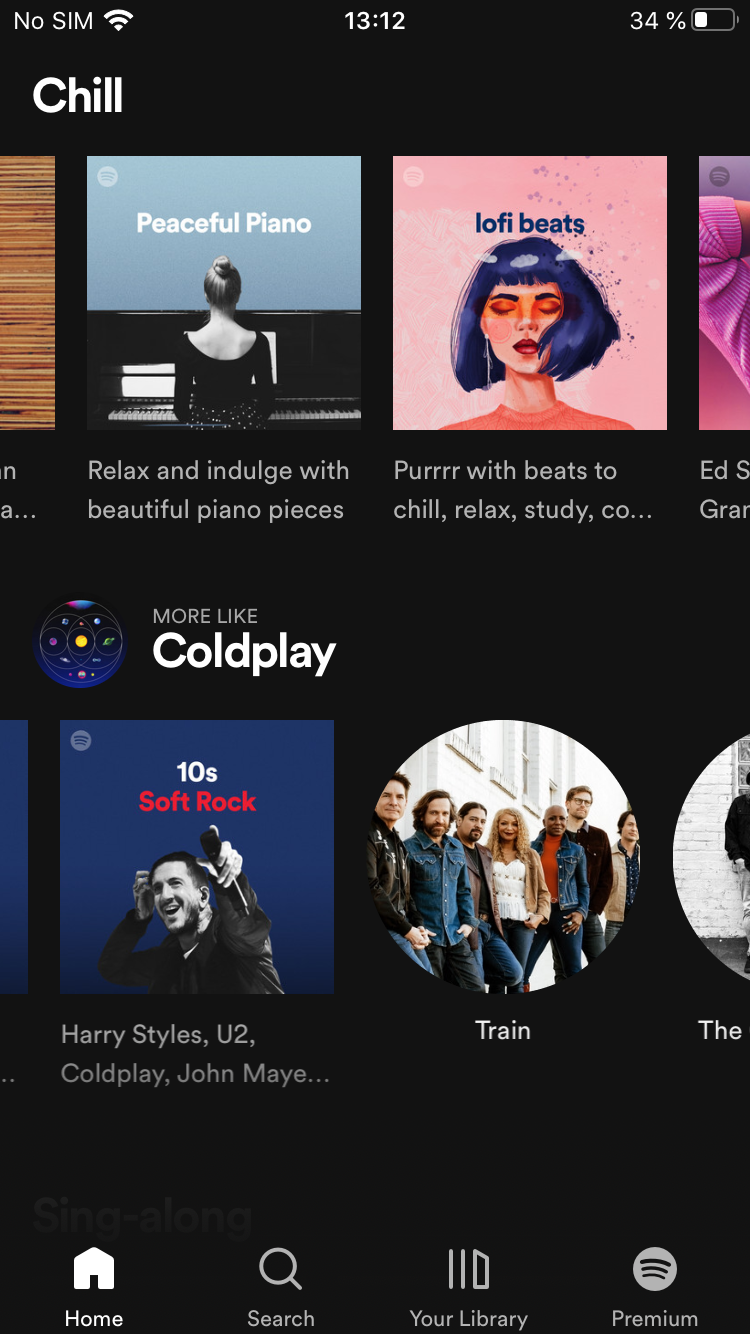 No SIM 13:12 34 %
Chill
Peaceful Piano
lofi beats
Relax and indulge with
beautiful piano pieces
Purrrr with beats to
chill, relax, study, co...
Ed S
Gran
MORE LIKE
Coldplay
10s
Soft Rock
Harry Styles, U2,
Coldplay, John Maye...
Train
The
Sing-along
Home Search Your Library Premium